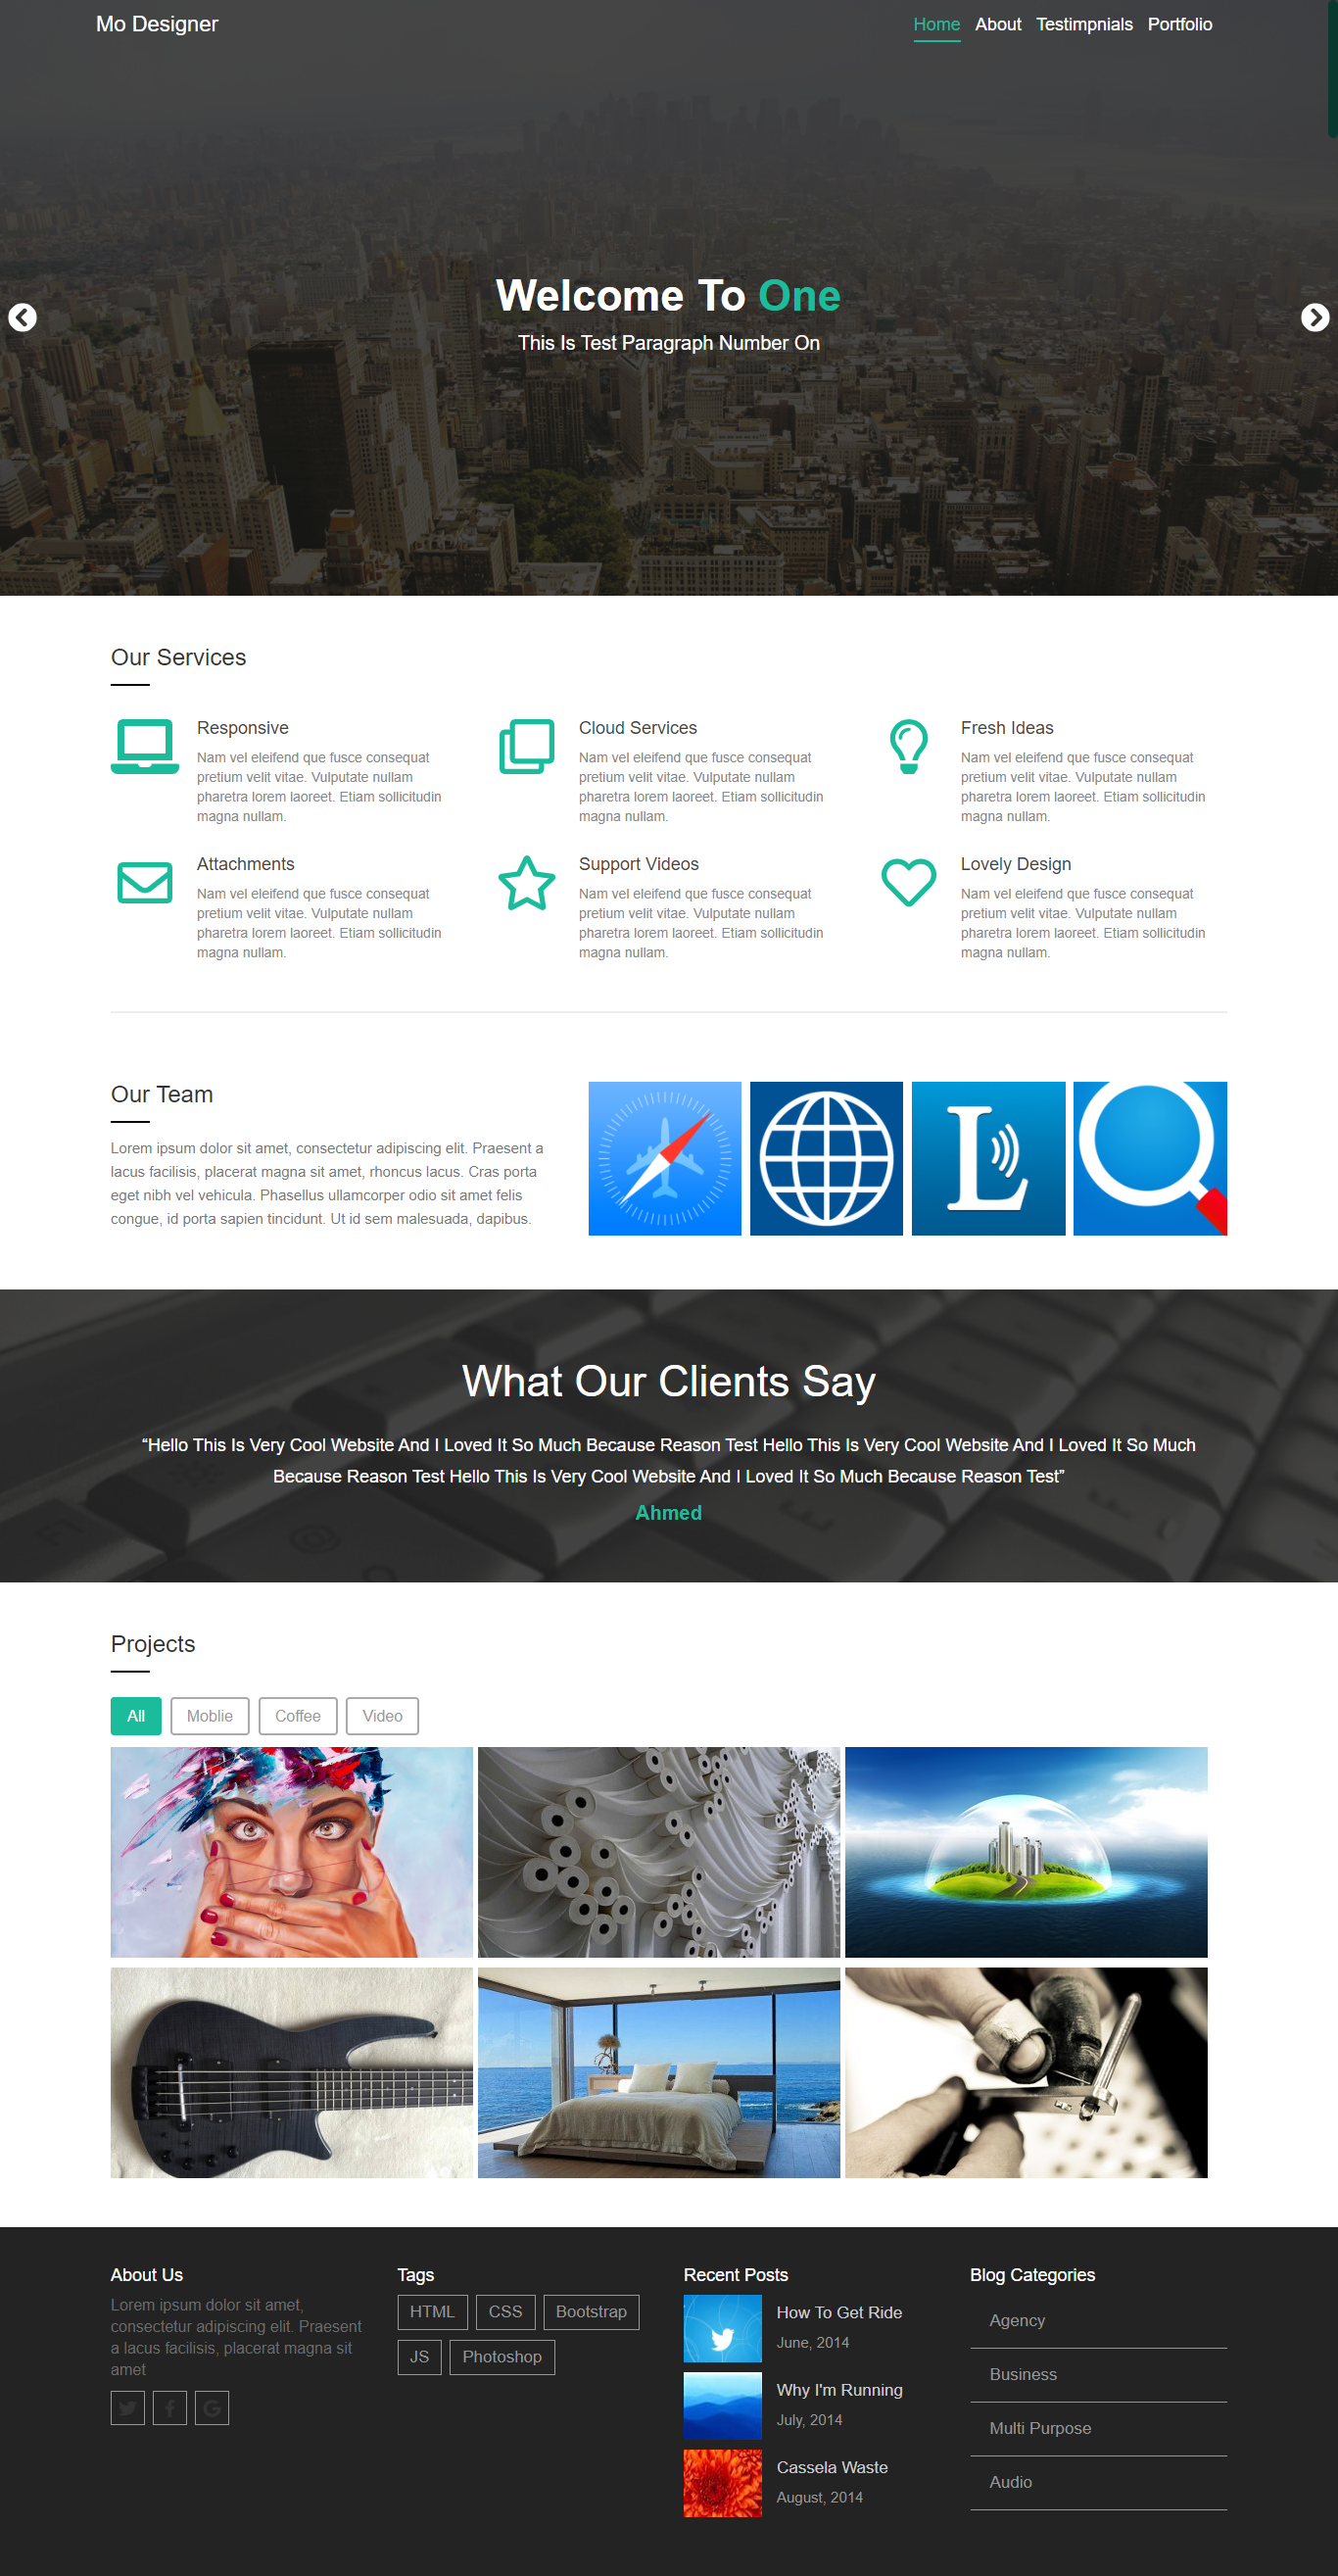 Mo Designer
Home About Testimpnials Portfolio
Welcome To One
This Is Test Paragraph Number On
Our Services
Responsive
Nam vel eleifend que fusce consequat
pretium velit vitae. Vulputate nullam
pharetra lorem laoreet. Etiam sollicitudin
magna nullam.
Cloud Services
Nam vel eleifend que fusce consequat
pretium velit vitae. Vulputate nullam
pharetra lorem laoreet. Etiam sollicitudin
magna nullam.
Fresh Ideas
Nam vel eleifend que fusce consequat
pretium velit vitae. Vulputate nullam
pharetra lorem laoreet. Etiam sollicitudin
magna nullam.
Attachments
Nam vel eleifend que fusce consequat
pretium velit vitae. Vulputate nullam
pharetra lorem laoreet. Etiam sollicitudin
magna nullam.
Support Videos
Nam vel eleifend que fusce consequat
pretium velit vitae. Vulputate nullam
pharetra lorem laoreet. Etiam sollicitudin
magna nullam.
Lovely Design
Nam vel eleifend que fusce consequat
pretium velit vitae. Vulputate nullam
pharetra lorem laoreet. Etiam sollicitudin
magna nullam.
Our Team
Lorem ipsum dolor sit amet, consectetur adipiscing elit. Praesent a
lacus facilisis, placerat magna sit amet, rhoncus lacus. Cras porta
eget nibh vel vehicula. Phasellus ullamcorper odio sit amet felis
congue, id porta sapien tincidunt. Ut id sem malesuada, dapibus.
L
What Our Clients Say
“Hello This Is Very Cool Website And I Loved It So Much Because Reason Test Hello This Is Very Cool Website And I Loved It So Much
Because Reason Test Hello This Is Very Cool Website And I Loved It So Much Because Reason Test”
Ahmed
Projects
All Moblie Coffee Video
About Us
Lorem ipsum dolor sit amet,
consectetur adipiscing elit. Praesent
a lacus facilisis, placerat magna sit
amet
Tags
HTML CSS Bootstrap
JS Photoshop
Recent Posts
How To Get Ride
June, 2014
Why I'm Running
July, 2014
Cassela Waste
August, 2014
Blog Categories
Agency
Business
Multi Purpose
Audio